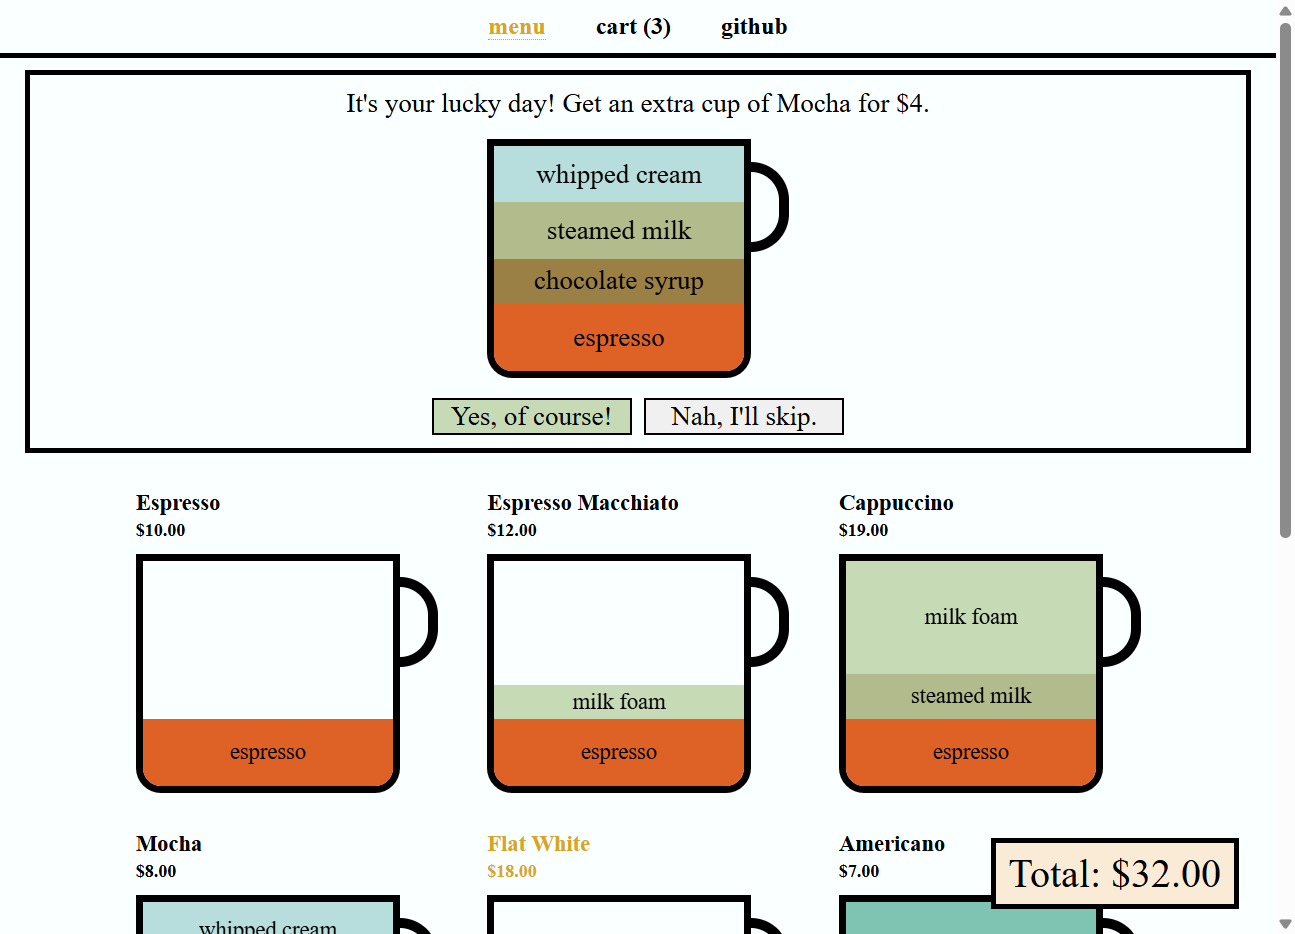 menu cart (3) github
It's your lucky day! Get an extra cup of Mocha for $4.
whipped cream
steamed milk
chocolate syrup
espresso
Yes, of course! Nah, I'll skip.
Espresso
$10.00
espresso
Espresso Macchiato
$12.00
milk foam
espresso
Cappuccino
$19.00
milk foam
steamed milk
espresso
Mocha
$8.00
whipped cream
Flat White
$18.00
Americano
$7.00
Total: $32.00